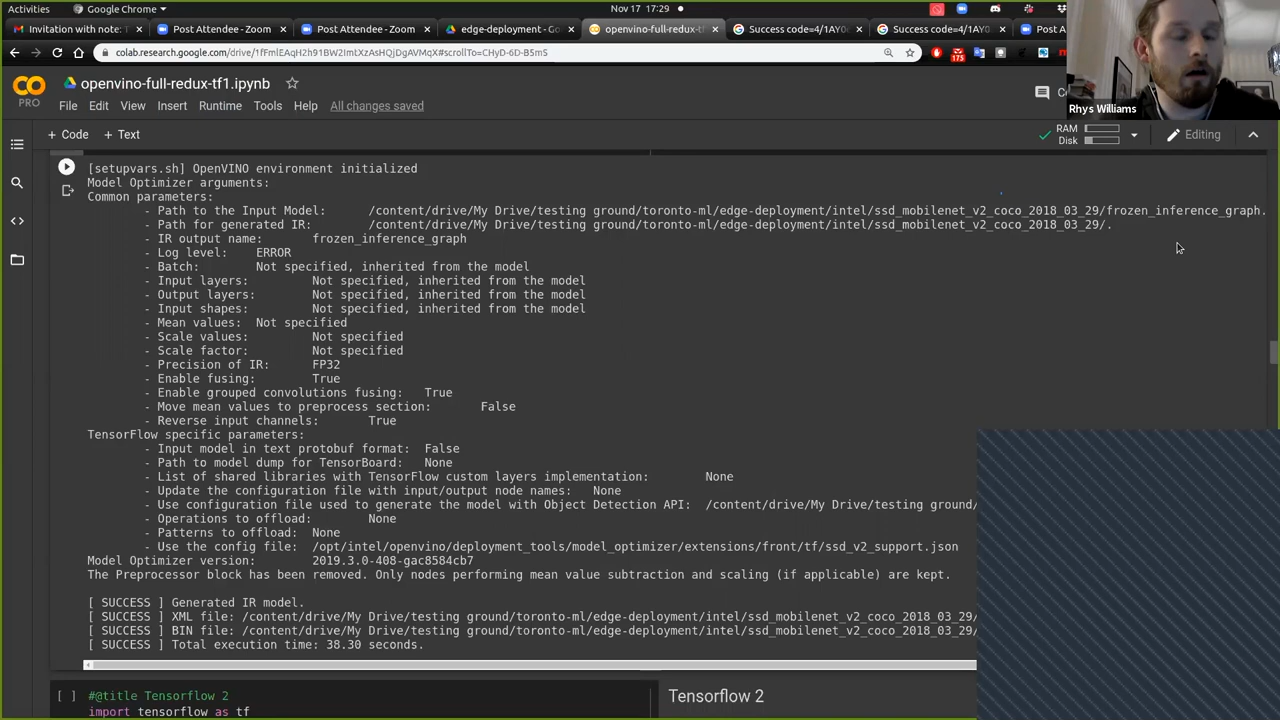 Activities
Google Chrome
Nov 17 17:29
Invitation with note:
Post Attendee - Zoom
Post Attendee - Zoom
edge-deployment - Go
openvino-full-redux-tf1
Success code=4/1AY0e
Success code=4/1AY0
Post A
colab.research.google.com/drive/1fFmlEAqH2h91BW2ImtXzAsHQjDgAVMqX#scrollTo=CHyD-6D-B5mS
175
PRO
openvino-full-redux-tf1.ipynb
File Edit View Insert Runtime Tools Help All changes saved
Rhys Williams
+ Code + Text
RAM
Disk
Editing
[setupvars.sh] OpenVINO environment initialized
Model Optimizer arguments:
Common parameters:
- Path to the Input Model: /content/drive/My Drive/testing ground/toronto-ml/edge-deployment/intel/ssd_mobilenet_v2_coco_2018_03_29/frozen_inference_graph.
- Path for generated IR: /content/drive/My Drive/testing ground/toronto-ml/edge-deployment/intel/ssd_mobilenet_v2_coco_2018_03_29/.
- IR output name: frozen_inference_graph
- Log level: ERROR
- Batch: Not specified, inherited from the model
- Input layers: Not specified, inherited from the model
- Output layers: Not specified, inherited from the model
- Input shapes: Not specified, inherited from the model
- Mean values: Not specified
- Scale values: Not specified
- Scale factor: Not specified
- Precision of IR: FP32
- Enable fusing: True
- Enable grouped convolutions fusing: True
- Move mean values to preprocess section: False
- Reverse input channels: True
TensorFlow specific parameters:
- Input model in text protobuf format: False
- Path to model dump for TensorBoard: None
- List of shared libraries with TensorFlow custom layers implementation: None
- Update the configuration file with input/output node names: None
- Use configuration file used to generate the model with Object Detection API: /content/drive/My Drive/testing ground/
- Operations to offload: None
- Patterns to offload: None
- Use the config file: /opt/intel/openvino/deployment_tools/model_optimizer/extensions/front/tf/ssd_v2_support.json
Model Optimizer version: 2019.3.0-408-gac8584cb7
The Preprocessor block has been removed. Only nodes performing mean value subtraction and scaling (if applicable) are kept.
[ SUCCESS ] Generated IR model.
[ SUCCESS ] XML file: /content/drive/My Drive/testing ground/toronto-ml/edge-deployment/intel/ssd_mobilenet_v2_coco_2018_03_29/
[ SUCCESS ] BIN file: /content/drive/My Drive/testing ground/toronto-ml/edge-deployment/intel/ssd_mobilenet_v2_coco_2018_03_29/
[ SUCCESS ] Total execution time: 38.30 seconds.
[ ] #@title Tensorflow 2
import tensorflow as tf
Tensorflow 2